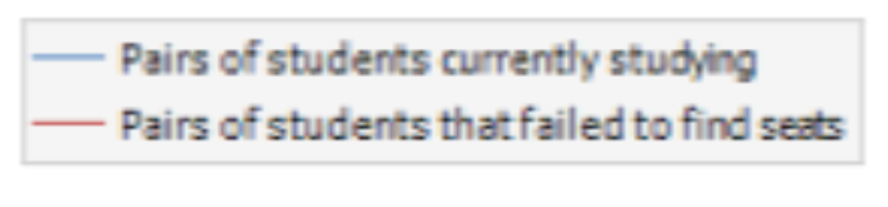 Pairs of students currently studying
Pairs of students that failed to find seats